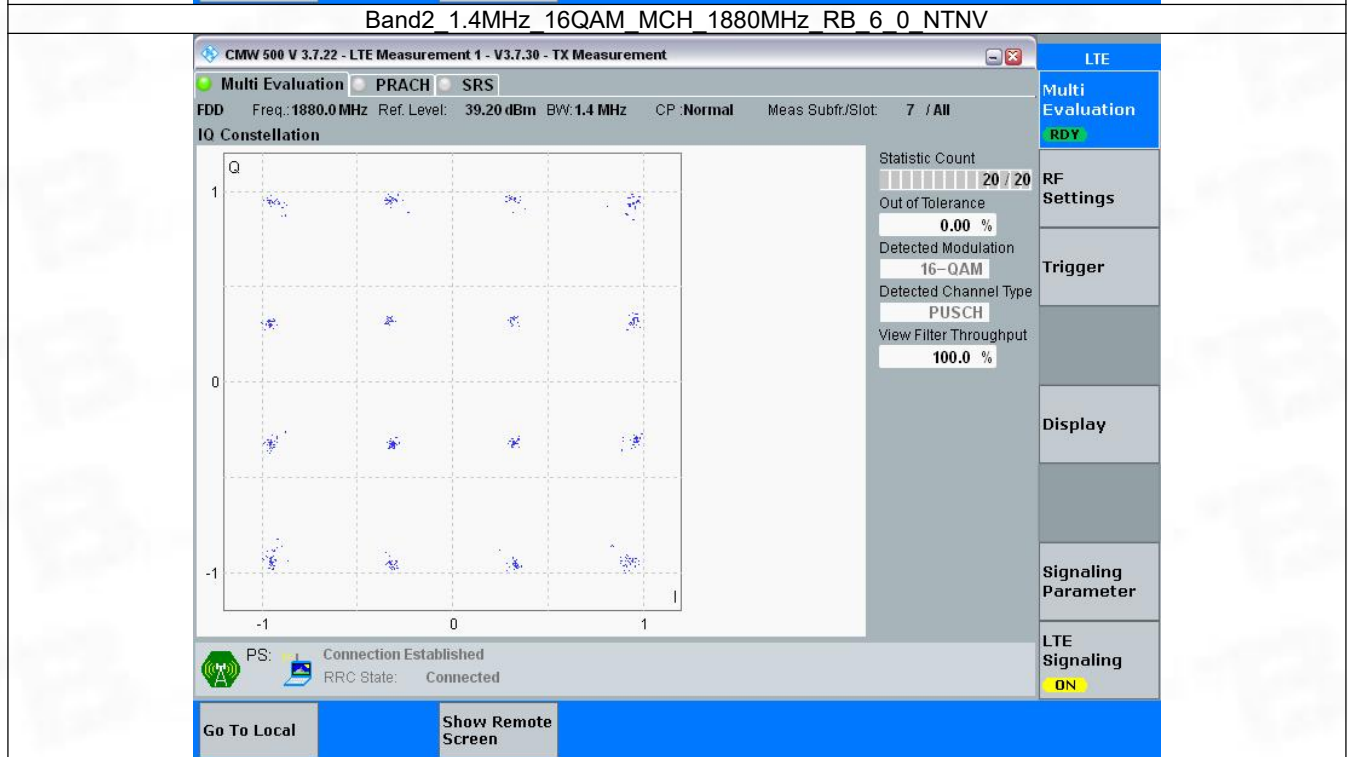 Band2_1.4MHz_16QAM_MCH_1880MHz_RB_6_0_NTNV
CMW 500 V 3.7.22 - LTE Measurement 1 - V3.7.30 - TX Measurement
LTE
Multi Evaluation PRACH SRS
FDD Freq.: 1880.0 MHz Ref. Level: 39.20 dBm BW: 1.4 MHz CP : Normal Meas Subfr./Slot: 7 / All
IQ Constellation
Q
1
0
-1
I
-1 0 1
Statistic Count
20 / 20
Out of Tolerance
0.00 %
Detected Modulation
16-QAM
Detected Channel Type
PUSCH
View Filter Throughput
100.0 %
Multi
Evaluation
RDY
RF
Settings
Trigger
Display
Signaling
Parameter
LTE
Signaling
ON
PS: Connection Established
RRC State: Connected
Go To Local
Show Remote
Screen